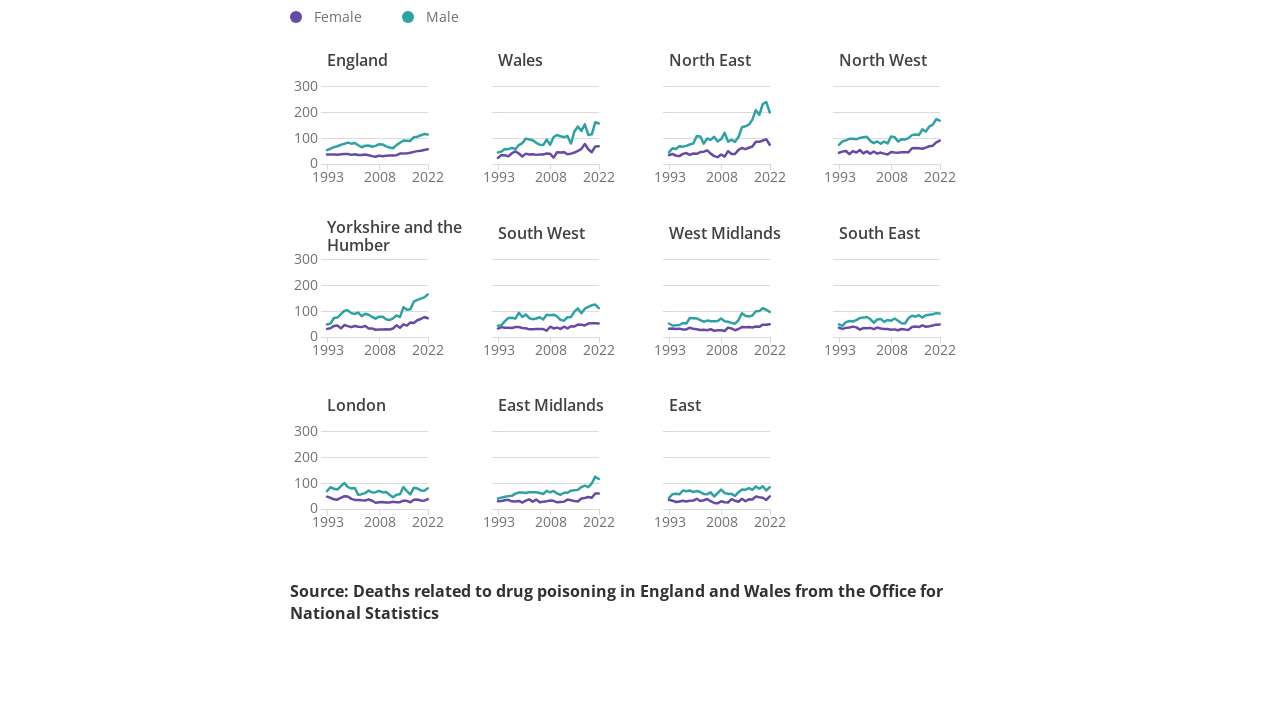 Female Male
England Wales North East North West
300
200
100
0
1993 2008 2022 1993 2008 2022 1993 2008 2022 1993 2008 2022
Yorkshire and the
Humber South West West Midlands South East
300
200
100
0
1993 2008 2022 1993 2008 2022 1993 2008 2022 1993 2008 2022
London East Midlands East
300
200
100
0
1993 2008 2022 1993 2008 2022 1993 2008 2022
Source: Deaths related to drug poisoning in England and Wales from the Office for
National Statistics